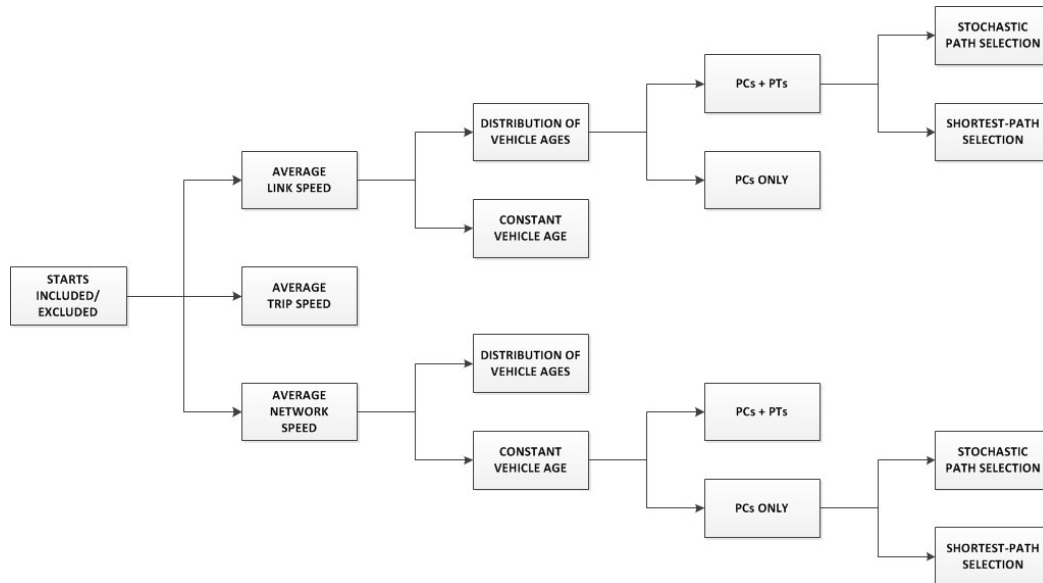 STARTS
INCLUDED/
EXCLUDED
AVERAGE
LINK SPEED
AVERAGE
TRIP SPEED
AVERAGE
NETWORK
SPEED
DISTRIBUTION OF
VEHICLE AGES
CONSTANT
VEHICLE AGE
DISTRIBUTION OF
VEHICLE AGES
CONSTANT
VEHICLE AGE
PCs + PTs
PCs ONLY
PCs + PTs
PCs ONLY
STOCHASTIC
PATH SELECTION
SHORTEST-PATH
SELECTION
STOCHASTIC
PATH SELECTION
SHORTEST-PATH
SELECTION